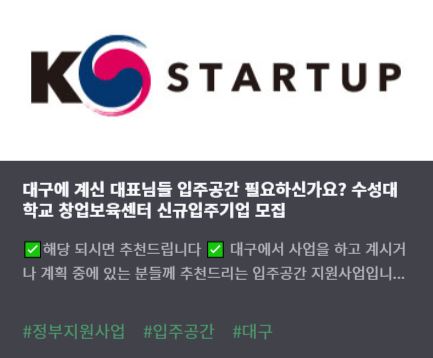 K STARTUP
대구에 계신 대표님들 입주공간 필요하신가요? 수성대
학교 창업보육센터 신규입주기업 모집
✅해당 되시면 추천드립니다 ✅ 대구에서 사업을 하고 계시거
나 계획 중에 있는 분들께 추천드리는 입주공간 지원사업입니...
#정부지원사업 #입주공간 #대구